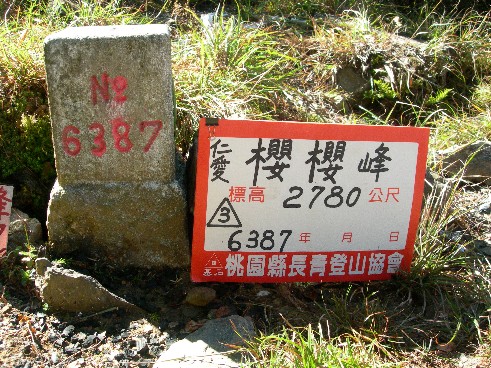 No
6387
仁愛 櫻櫻峰
標高 2780 公尺
3
6387 年 月 日
桃園縣長青登山協會